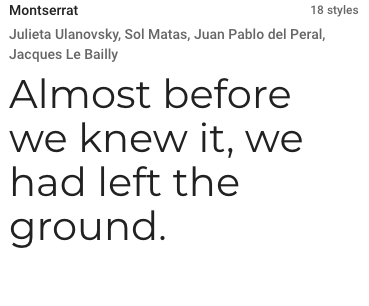 Montserrat 18 styles
Julieta Ulanovsky, Sol Matas, Juan Pablo del Peral,
Jacques Le Bailly
Almost before
we knew it, we
had left the
ground.